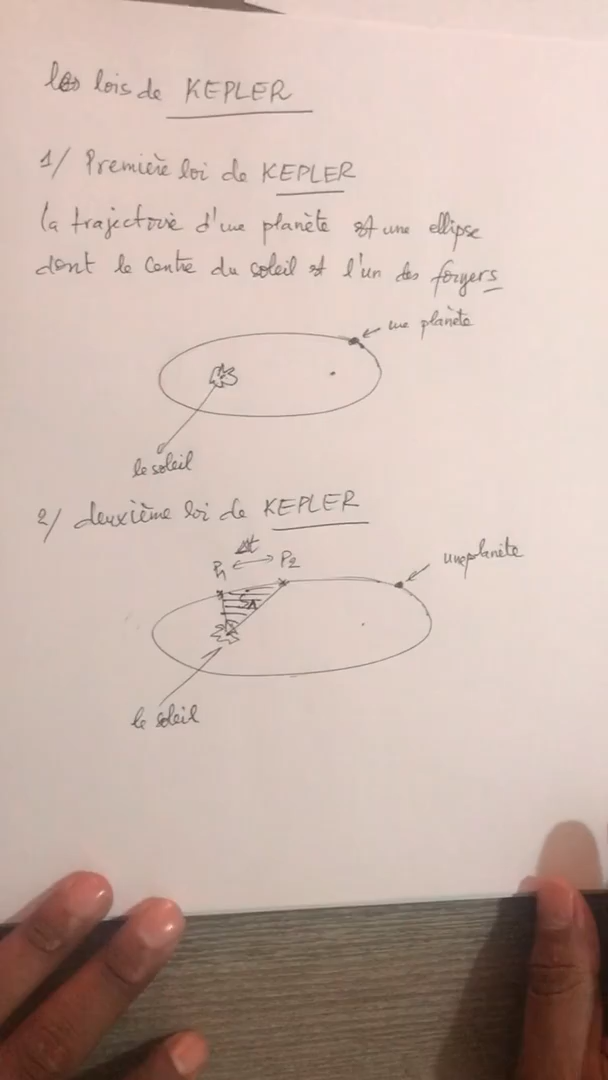 les lois de KEPLER
1/ Première loi de KEPLER
la trajectoire d'une planète est une ellipse
dont le centre du soleil est l'un des foyers
une planète
le soleil
2/ deuxième loi de KEPLER
Δt
P1 P2
une planète
S1
le soleil